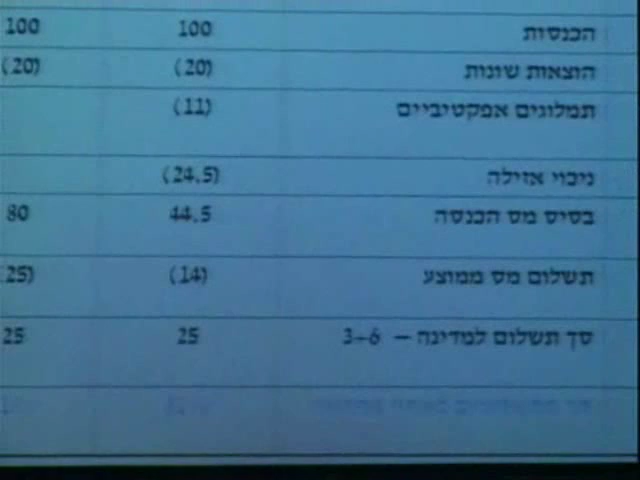 הכנסות 100 100
הוצאות שונות (20) (20)
תמלוגים אפקטיביים (11)
ניכוי אזילה (24.5)
בסיס מס הכנסה 44.5 80
תשלום מס ממוצע (14) 25)
סך תשלום למדינה – 3-6 25 25